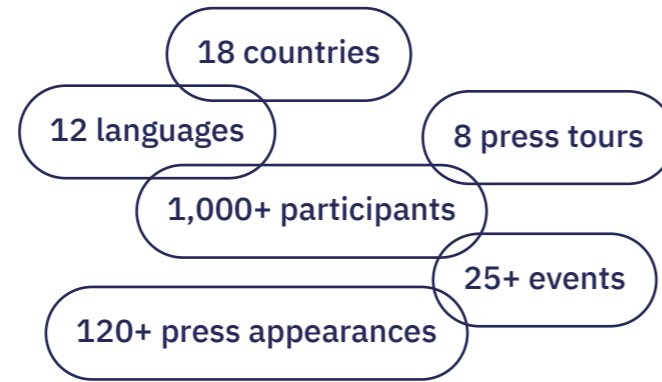 18 countries
12 languages
8 press tours
1,000+ participants
25+ events
120+ press appearances